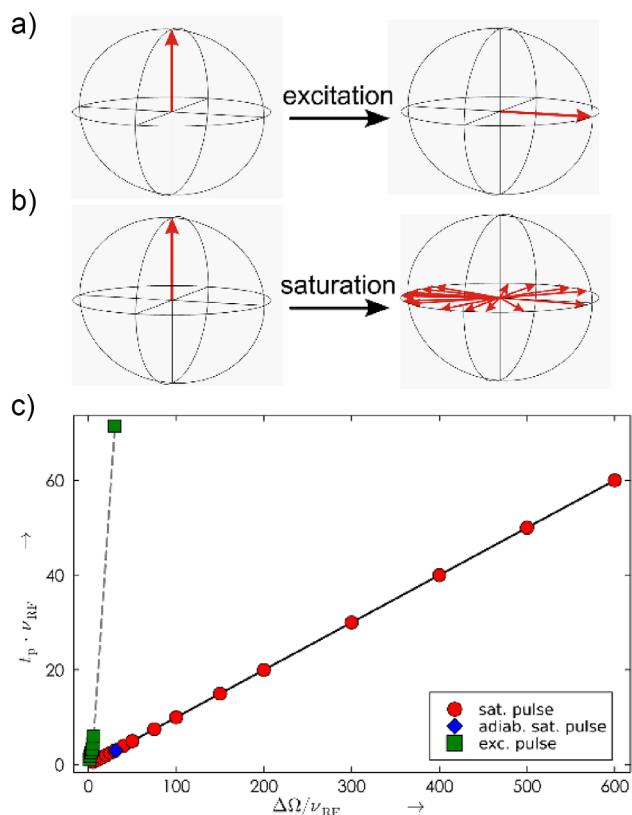 a)
excitation
b)
saturation
c)
60
40
20
0
t_p · ν_RF →
0 100 200 300 400 500 600
ΔΩ/ν_RF →
sat. pulse
adiab. sat. pulse
exc. pulse